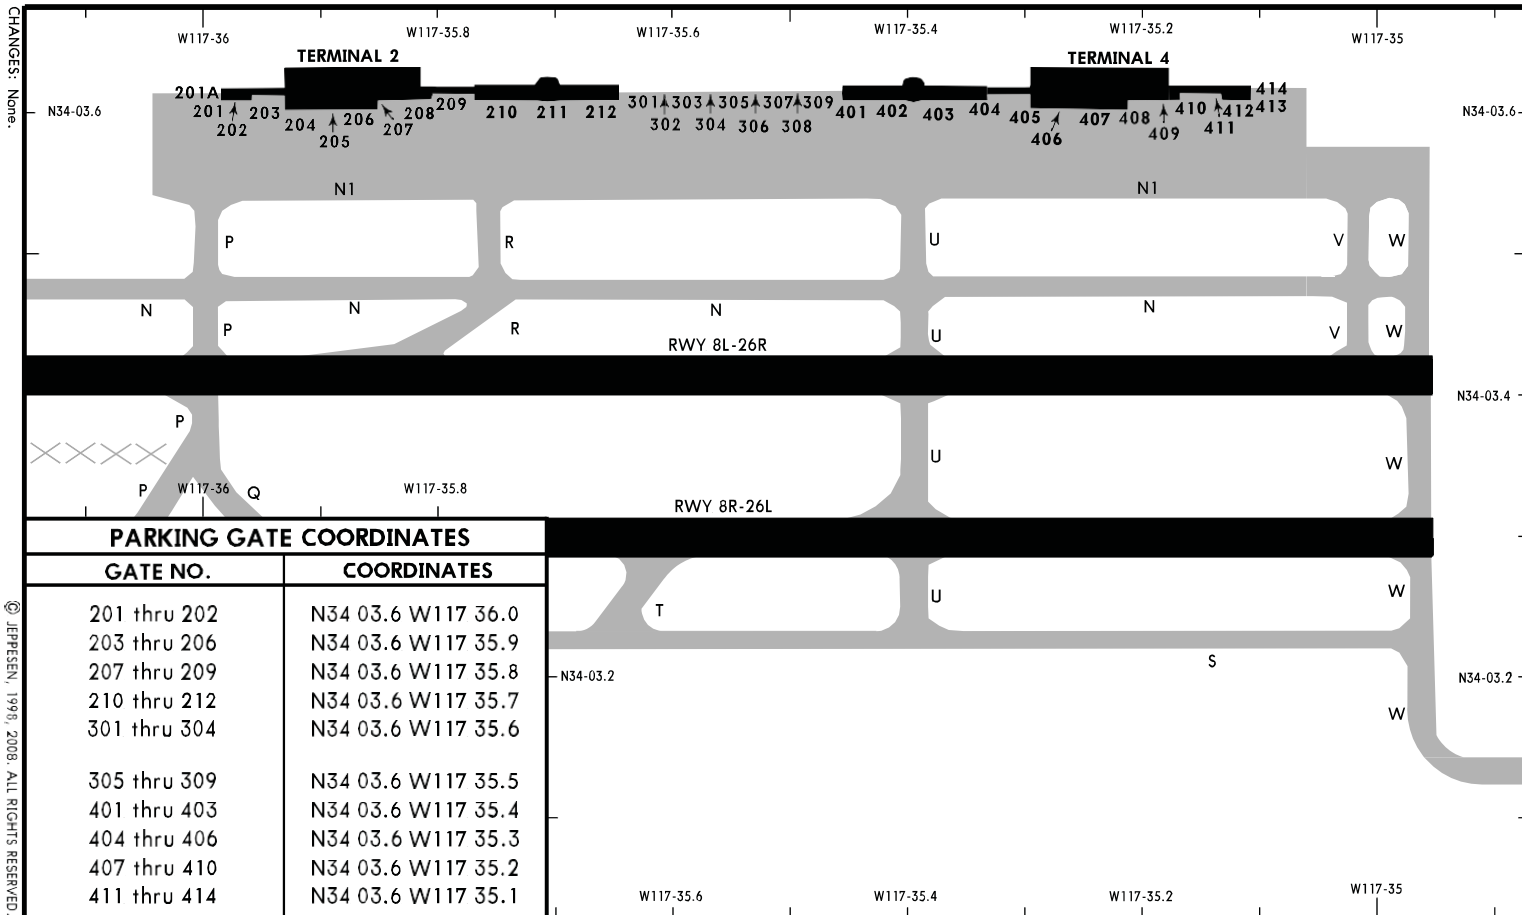 CHANGES: None.
W117-36 W117-35.8 W117-35.6 W117-35.4 W117-35.2 W117-35
TERMINAL 2 TERMINAL 4
201A 414
N34-03.6 201 203 209 210 211 212 301 303 305 307 309 401 402 403 404 405 407 408 410 412 413 N34-03.6
202 204 206 207 208 302 304 306 308 406 409 411
205
N1 N1
P R U V W
N N N N
P R U V W
RWY 8L-26R
N34-03.4
P
U W
P W117-36 Q W117-35.8
RWY 8R-26L
PARKING GATE COORDINATES
GATE NO. COORDINATES
201 thru 202 N34 03.6 W117 36.0
203 thru 206 N34 03.6 W117 35.9
207 thru 209 N34 03.6 W117 35.8
210 thru 212 N34 03.6 W117 35.7
301 thru 304 N34 03.6 W117 35.6
305 thru 309 N34 03.6 W117 35.5
401 thru 403 N34 03.6 W117 35.4
404 thru 406 N34 03.6 W117 35.3
407 thru 410 N34 03.6 W117 35.2
411 thru 414 N34 03.6 W117 35.1
T U W
S
N34-03.2 N34-03.2
W
W117-35.6 W117-35.4 W117-35.2 W117-35
© JEPPESEN, 1998, 2008. ALL RIGHTS RESERVED.